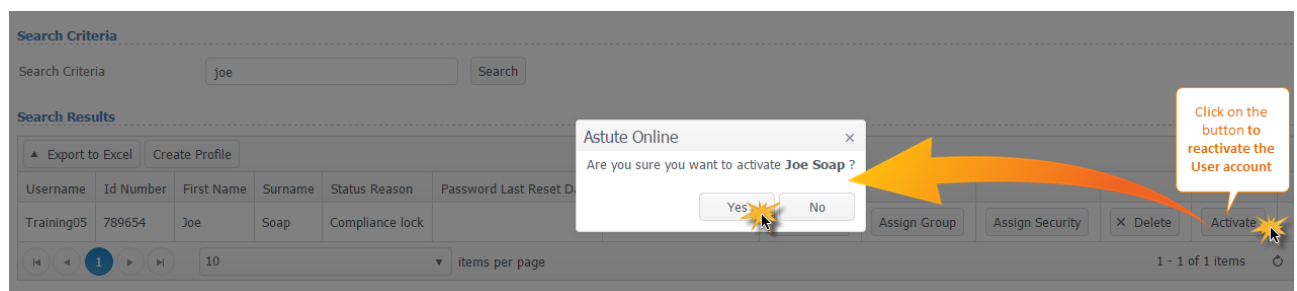 Search Criteria
Search Criteria joe Search
Search Results
Export to Excel Create Profile
Username Id Number First Name Surname Status Reason Password Last Reset D
Training05 789654 Joe Soap Compliance lock Assign Group Assign Security Delete Activate
1 10 items per page 1 - 1 of 1 items
Astute Online
Are you sure you want to activate Joe Soap ?
Yes No
Click on the
button to
reactivate the
User account